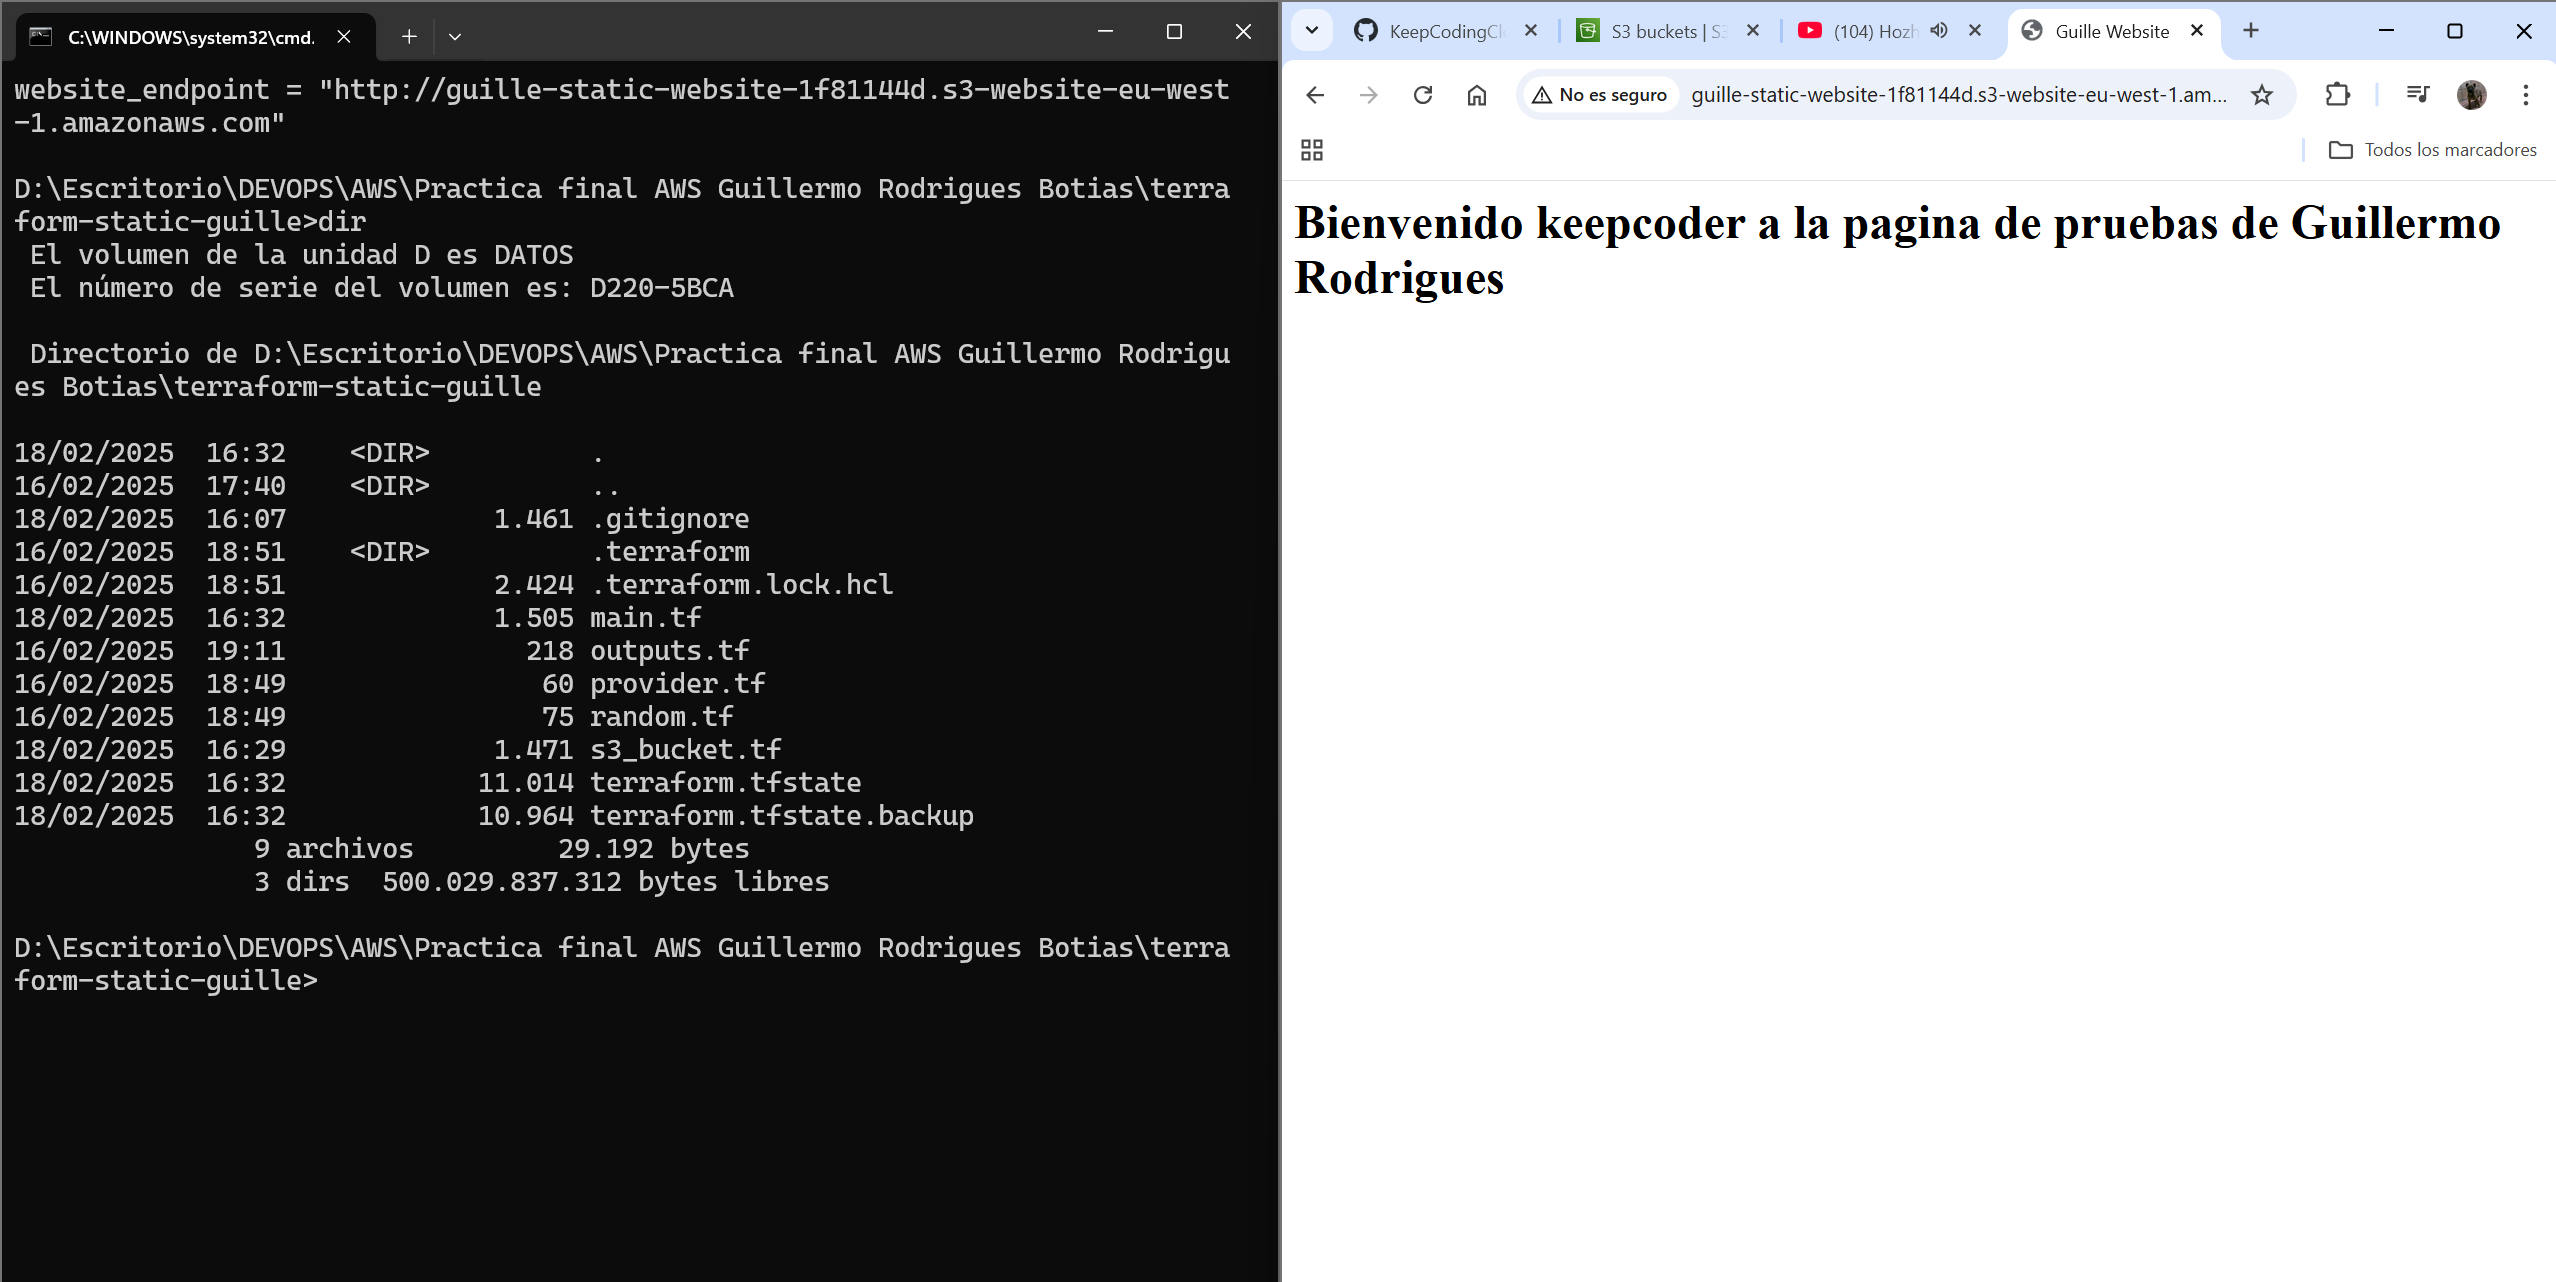 C:\WINDOWS\system32\cmd.
website_endpoint = "http://guille-static-website-1f81144d.s3-website-eu-west
-1.amazonaws.com"
D:\Escritorio\DEVOPS\AWS\Practica final AWS Guillermo Rodrigues Botias\terra
form-static-guille>dir
El volumen de la unidad D es DATOS
El número de serie del volumen es: D220-5BCA
Directorio de D:\Escritorio\DEVOPS\AWS\Practica final AWS Guillermo Rodrigu
es Botias\terraform-static-guille
18/02/2025  16:32    <DIR>          .
16/02/2025  17:40    <DIR>          ..
18/02/2025  16:07             1.461 .gitignore
16/02/2025  18:51    <DIR>          .terraform
16/02/2025  18:51             2.424 .terraform.lock.hcl
18/02/2025  16:32             1.505 main.tf
16/02/2025  19:11               218 outputs.tf
16/02/2025  18:49                60 provider.tf
16/02/2025  18:49                75 random.tf
18/02/2025  16:29             1.471 s3_bucket.tf
18/02/2025  16:32            11.014 terraform.tfstate
18/02/2025  16:32            10.964 terraform.tfstate.backup
9 archivos         29.192 bytes
3 dirs  500.029.837.312 bytes libres
D:\Escritorio\DEVOPS\AWS\Practica final AWS Guillermo Rodrigues Botias\terra
form-static-guille>
KeepCodingCl
S3 buckets | S3
(104) Hozh
Guille Website
No es seguro
guille-static-website-1f81144d.s3-website-eu-west-1.am...
Todos los marcadores
Bienvenido keepcoder a la pagina de pruebas de Guillermo
Rodrigues